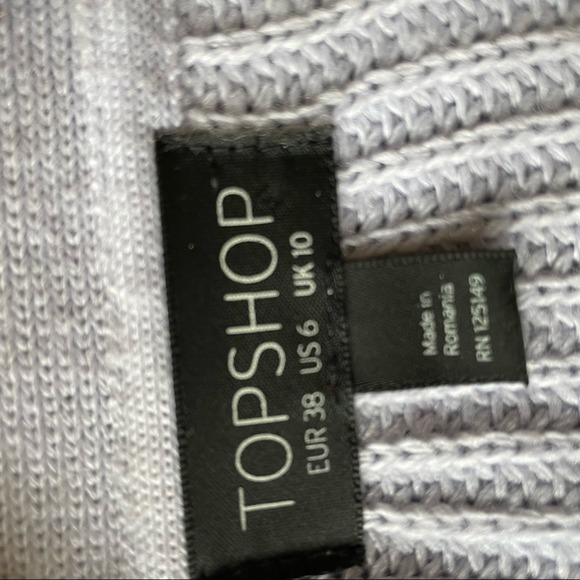 TOPSHOP
EUR 38 US 6 UK 10
Made in
Romania
RN 125149